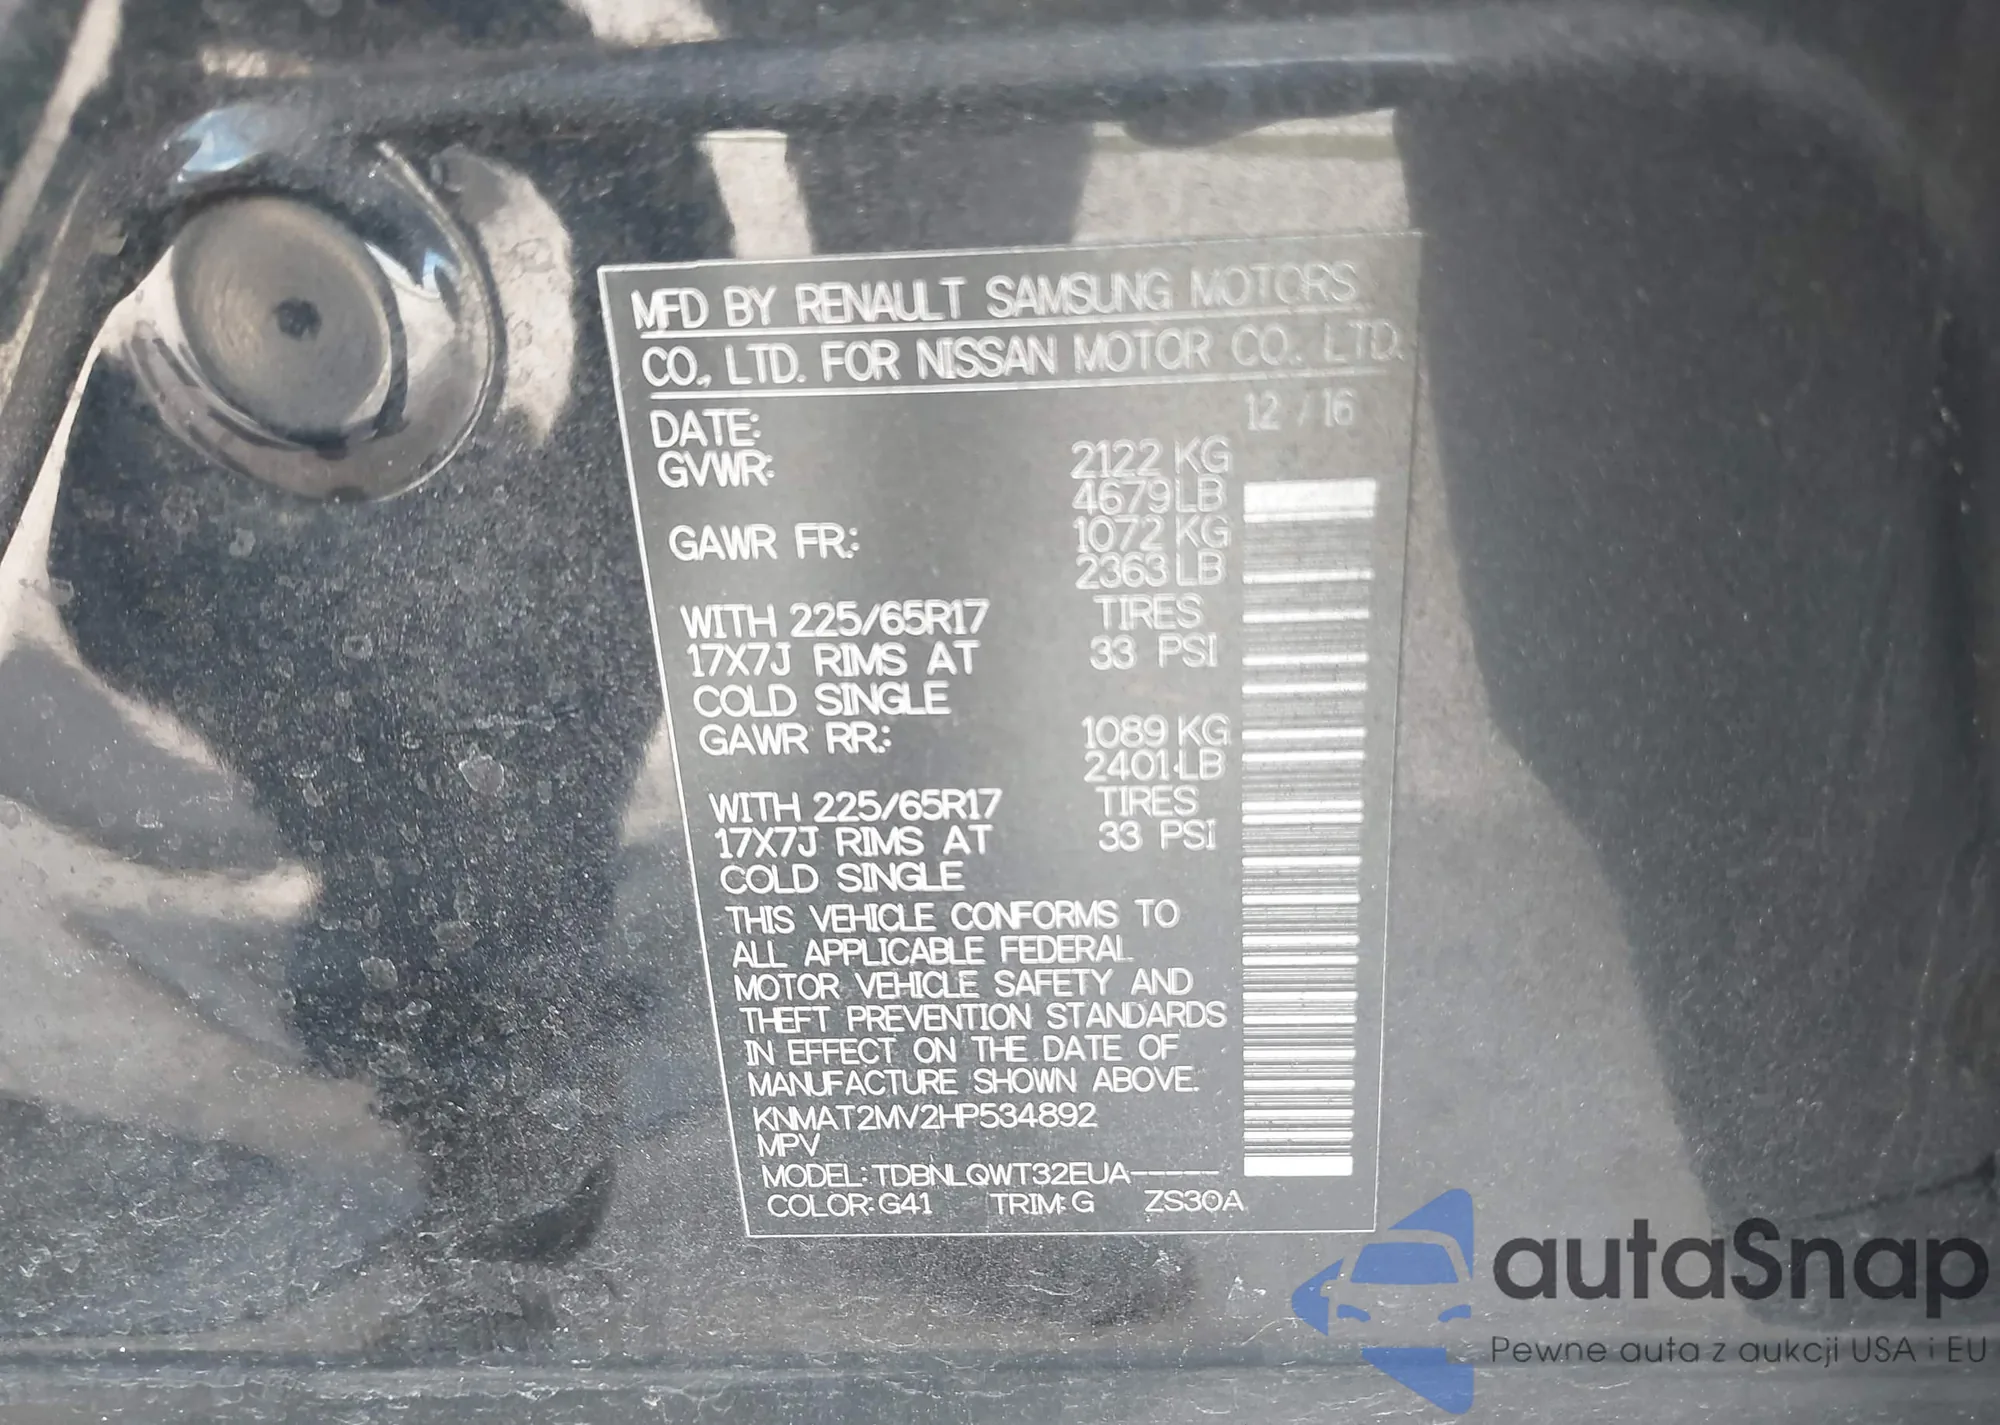 MFD BY RENAULT SAMSUNG MOTORS
CO., LTD. FOR NISSAN MOTOR CO., LTD.
DATE: 12 / 16
GVWR: 2122 KG
4679 LB
GAWR FR.: 1072 KG
2363 LB
WITH 225/65R17 TIRES
17X7J RIMS AT 33 PSI
COLD SINGLE
GAWR RR.: 1089 KG
2401 LB
WITH 225/65R17 TIRES
17X7J RIMS AT 33 PSI
COLD SINGLE
THIS VEHICLE CONFORMS TO
ALL APPLICABLE FEDERAL
MOTOR VEHICLE SAFETY AND
THEFT PREVENTION STANDARDS
IN EFFECT ON THE DATE OF
MANUFACTURE SHOWN ABOVE.
KNMAT2MV2HP534892
MPV
MODEL: TDBNLQWT32EUA-----
COLOR: G41 TRIM: G ZS30A
autaSnap
Pewne auta z aukcji USA i EU